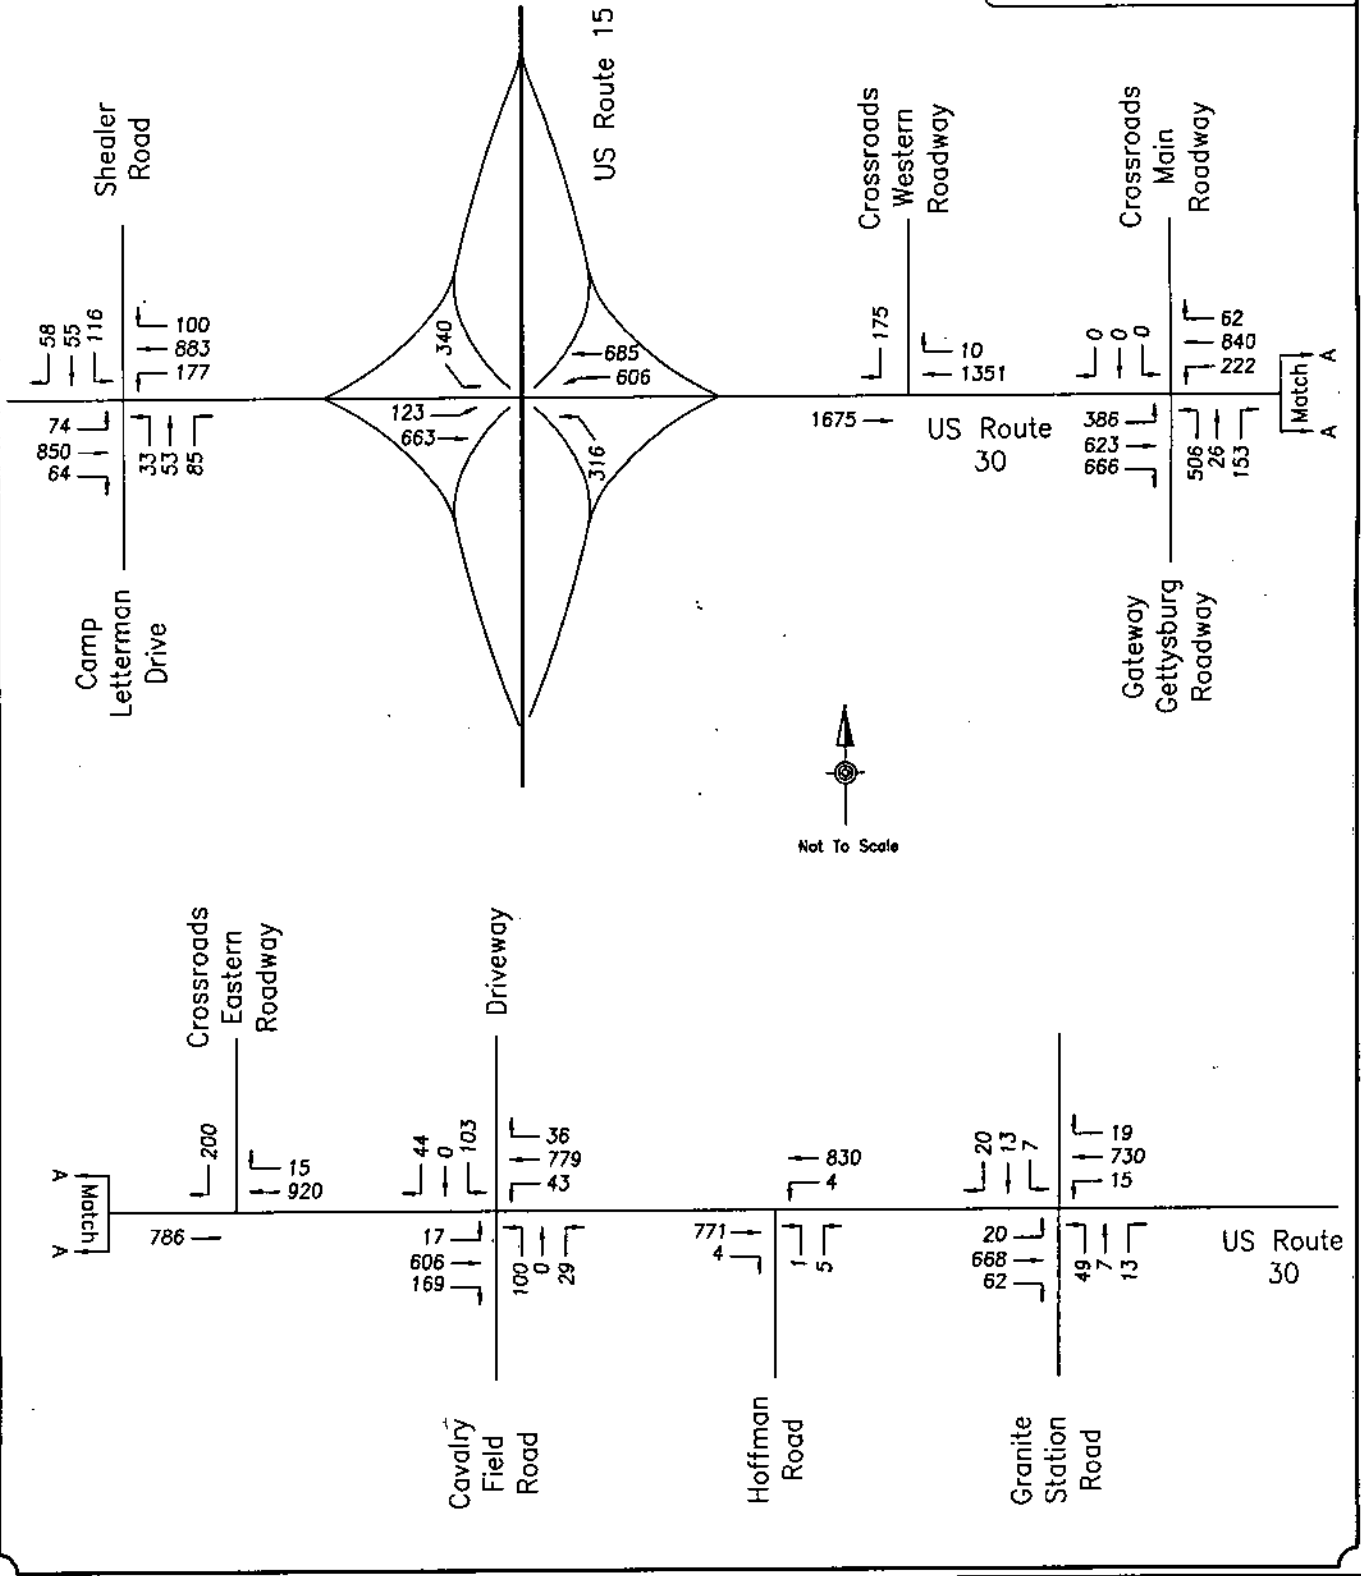 Shealer
Road
58
55
116
100
883
177
74
850
64
33
53
85
Camp
Letterman
Drive
US Route 15
340
685
606
123
663
316
Crossroads
Western
Roadway
175
10
1351
1675
US Route
30
Crossroads
Main
Roadway
0
0
0
62
840
222
386
623
666
506
26
153
A
Match
A
Gateway
Gettysburg
Roadway
Not To Scale
Crossroads
Eastern
Roadway
A
Match
A
200
15
920
786
Driveway
44
0
103
36
779
43
17
606
169
100
0
29
Cavalry
Field
Road
830
4
771
4
1
5
Hoffman
Road
20
13
7
19
730
15
20
668
62
49
7
13
Granite
Station
Road
US Route
30